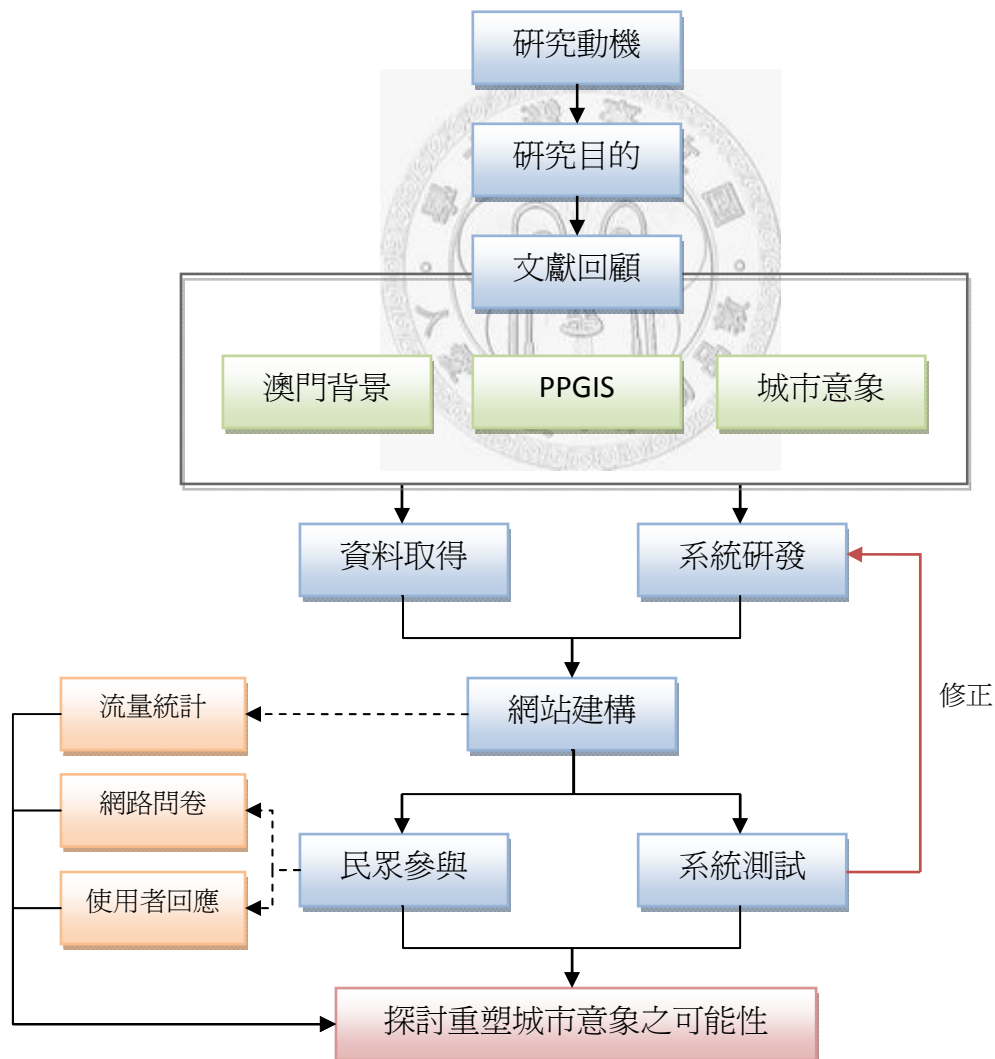 研究動機
研究目的
文獻回顧
澳門背景
PPGIS
城市意象
資料取得
系統研發
流量統計
網站建構
修正
網路問卷
民眾參與
系統測試
使用者回應
探討重塑城市意象之可能性